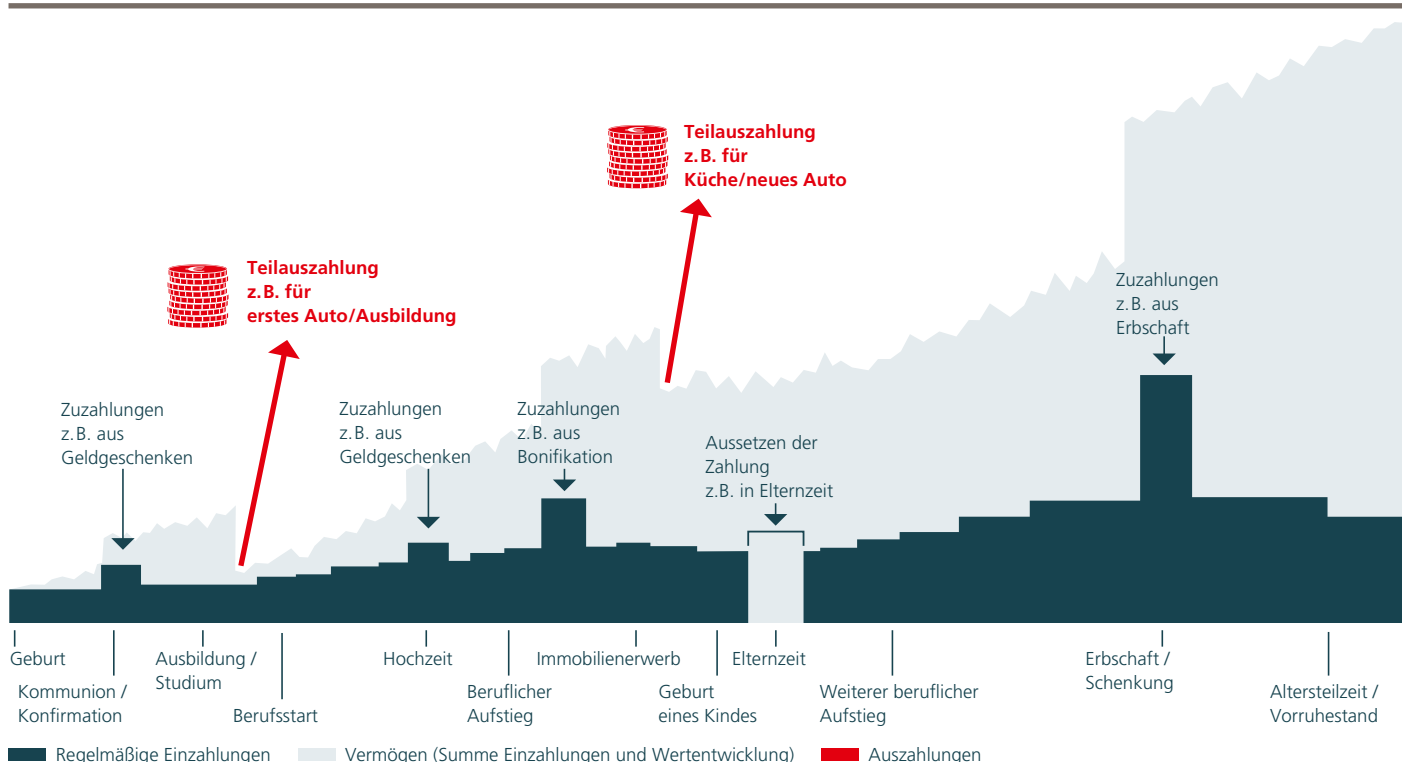 Teilauszahlung
z.B. für
Küche/neues Auto
Teilauszahlung
z.B. für
erstes Auto/Ausbildung
Zuzahlungen
z.B. aus
Erbschaft
Zuzahlungen
z.B. aus
Geldgeschenken
Zuzahlungen
z.B. aus
Geldgeschenken
Zuzahlungen
z.B. aus
Bonifikation
Aussetzen der
Zahlung
z.B. in Elternzeit
Geburt
Kommunion /
Konfirmation
Ausbildung /
Studium
Berufsstart
Hochzeit
Beruflicher
Aufstieg
Immobilienerwerb
Geburt
eines Kindes
Elternzeit
Weiterer beruflicher
Aufstieg
Erbschaft /
Schenkung
Altersteilzeit /
Vorruhestand
Regelmäßige Einzahlungen
Vermögen (Summe Einzahlungen und Wertentwicklung)
Auszahlungen